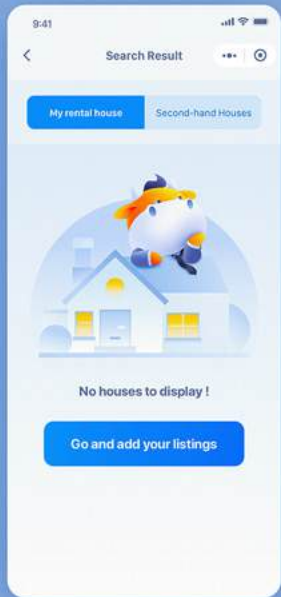 9:41
Search Result
My rental house Second-hand Houses
No houses to display !
Go and add your listings